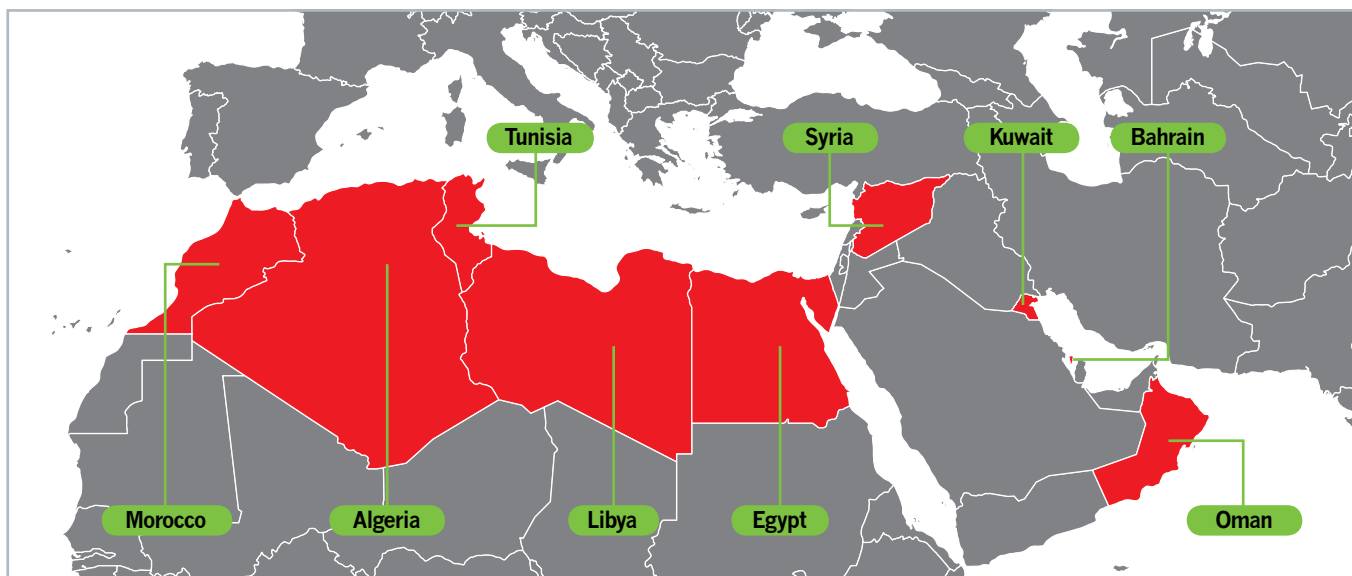 Tunisia
Syria
Kuwait
Bahrain
Morocco
Algeria
Libya
Egypt
Oman